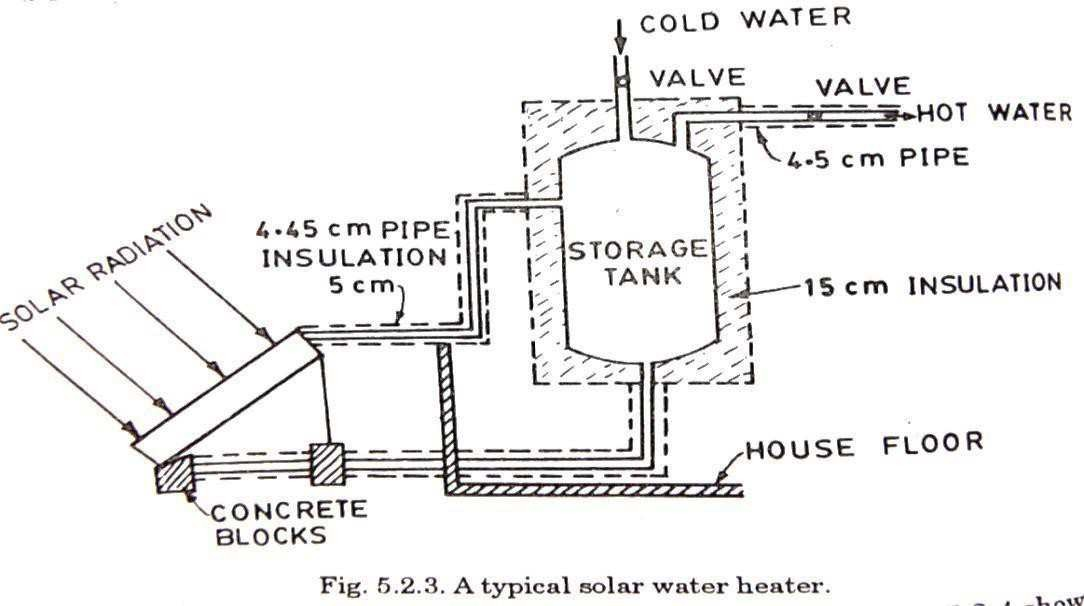 COLD WATER
VALVE
VALVE
HOT WATER
4.5 cm PIPE
SOLAR RADIATION
4.45 cm PIPE
INSULATION
5 cm
STORAGE
TANK
15 cm INSULATION
HOUSE FLOOR
CONCRETE
BLOCKS
Fig. 5.2.3. A typical solar water heater.
show